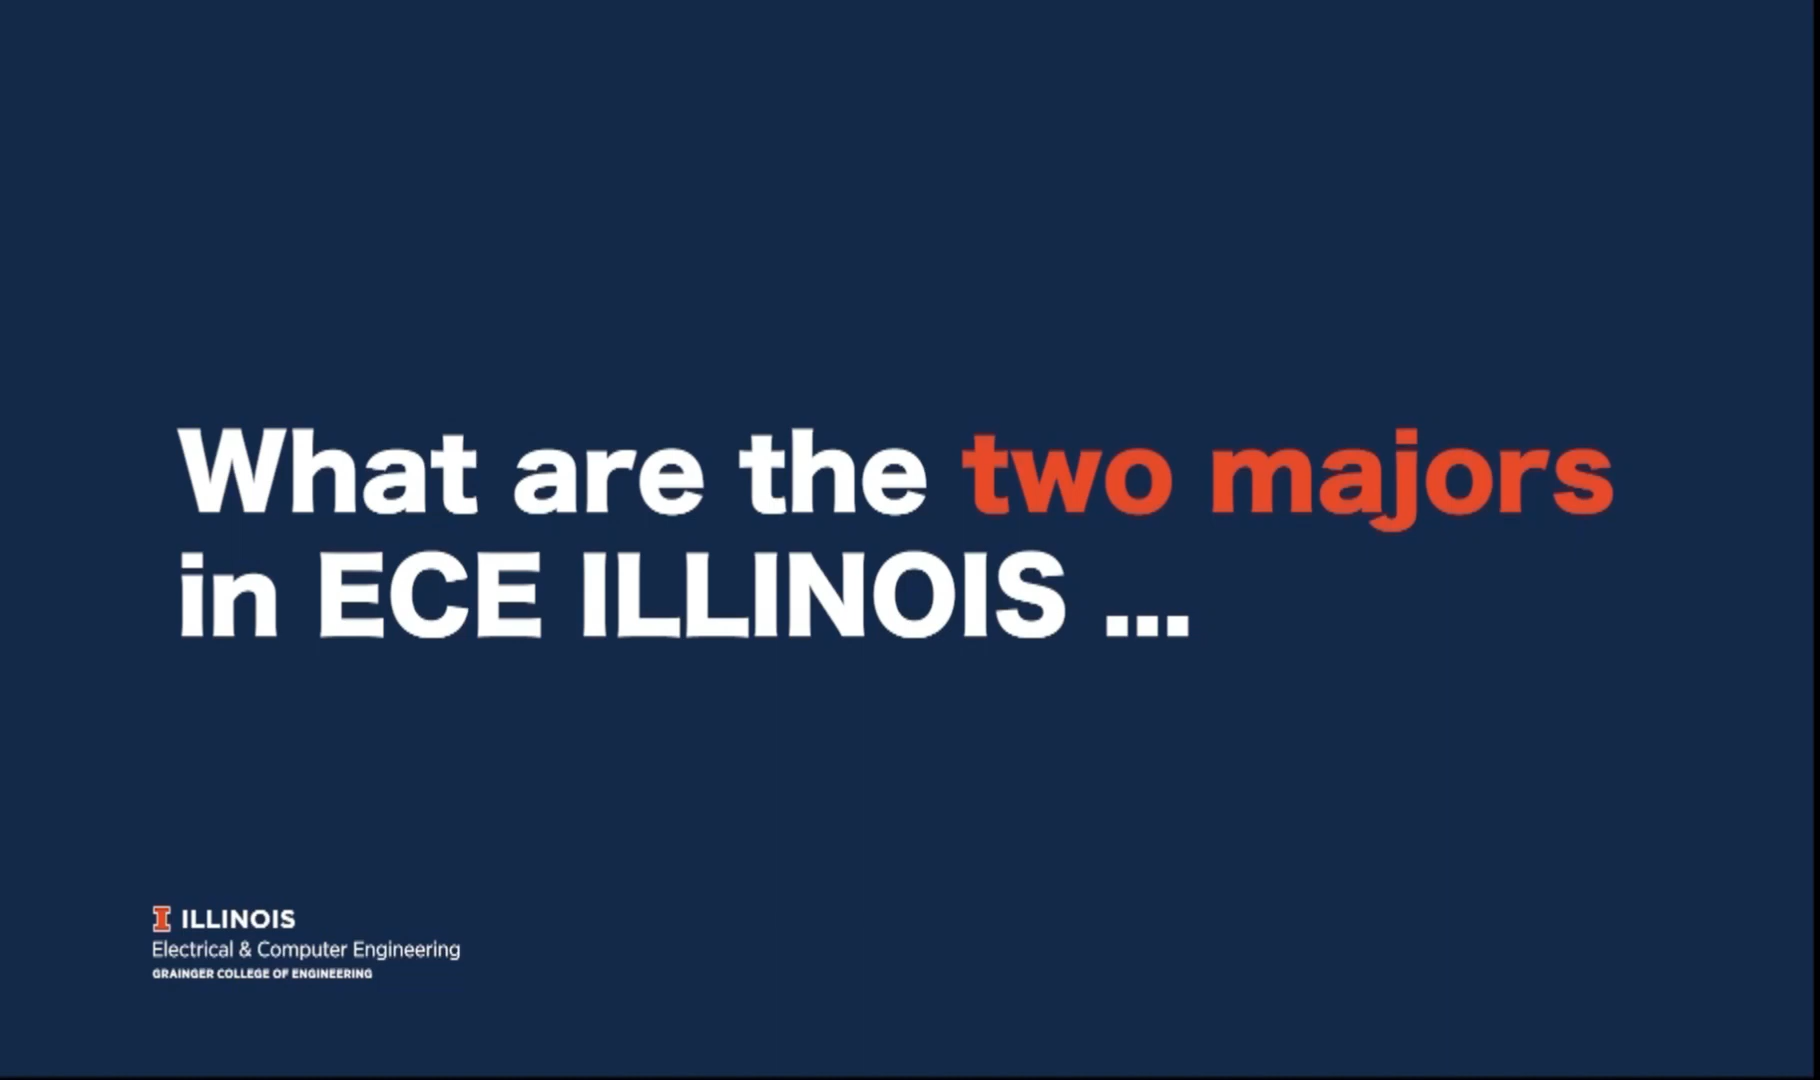 What are the two majors
in ECE ILLINOIS ...
I ILLINOIS
Electrical & Computer Engineering
GRAINGER COLLEGE OF ENGINEERING